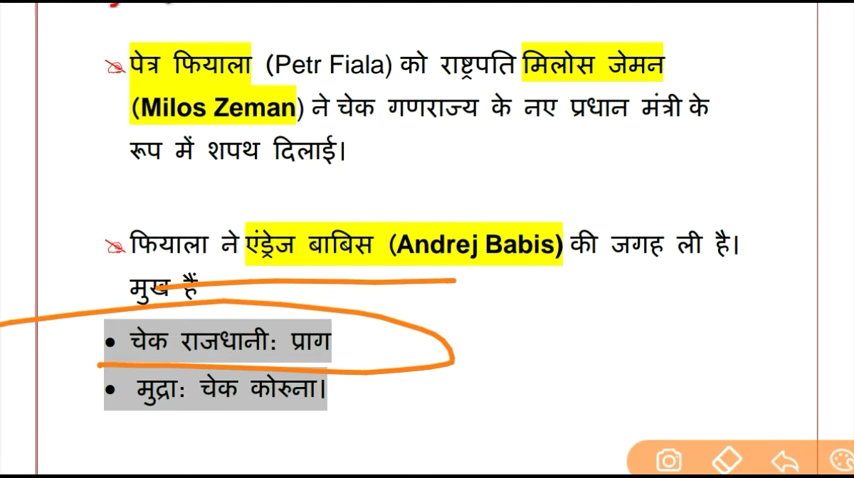 पेत्र फियाला (Petr Fiala) को राष्ट्रपति मिलोस जेमन
(Milos Zeman) ने चेक गणराज्य के नए प्रधान मंत्री के
रूप में शपथ दिलाई।
फियाला ने एंड्रेज बाबिस (Andrej Babis) की जगह ली है।
मुख हैं
• चेक राजधानी: प्राग
• मुद्रा: चेक कोरुना।